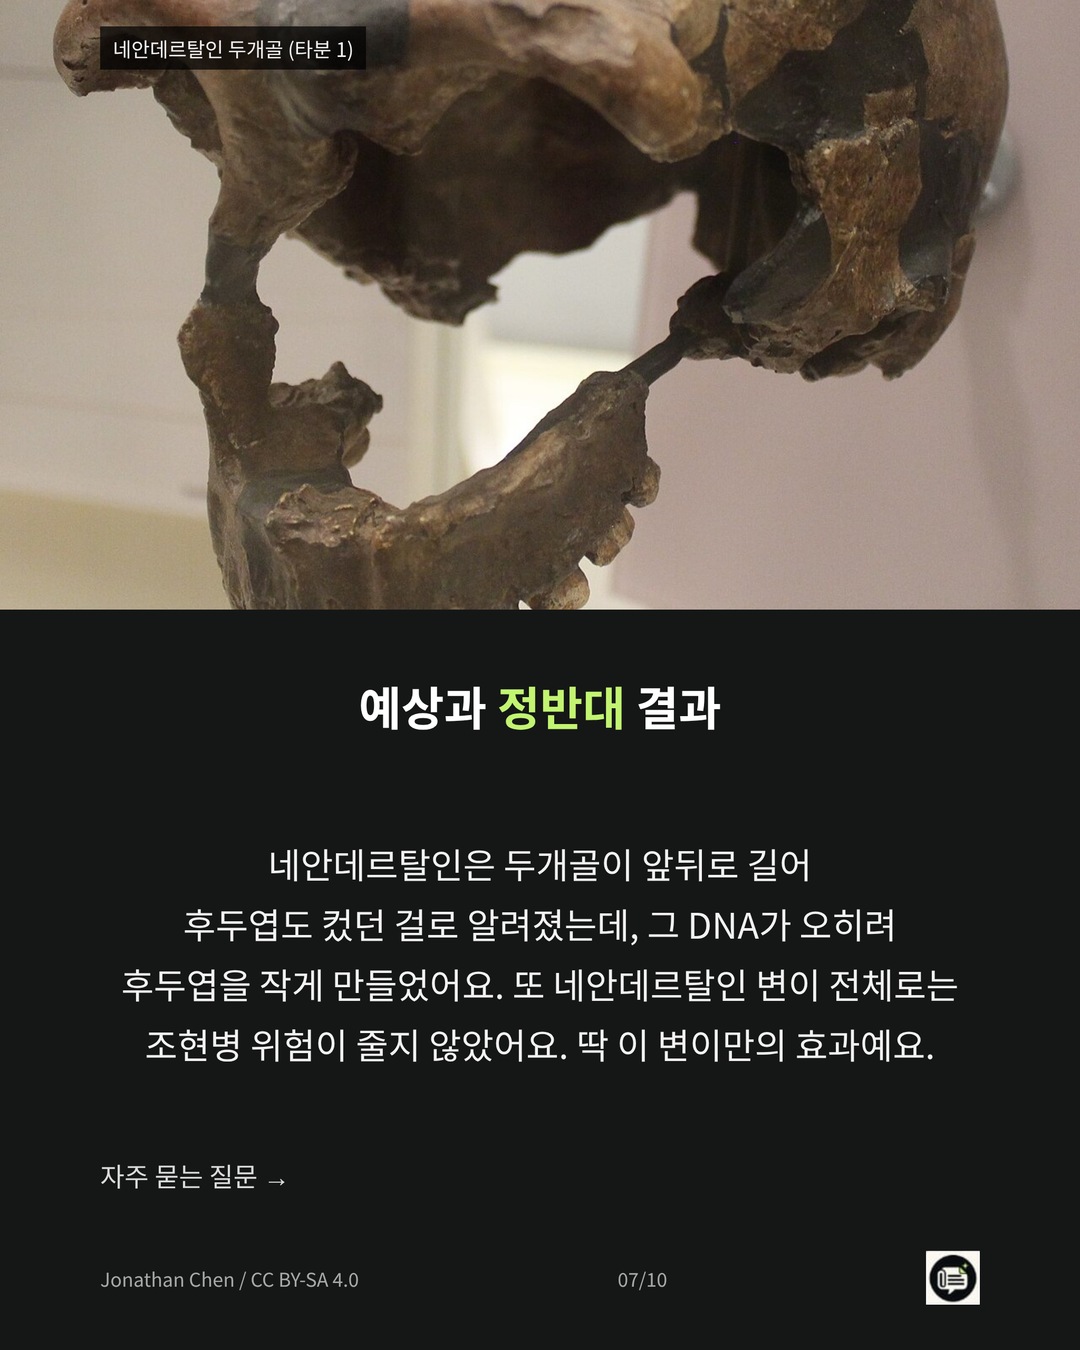 네안데르탈인 두개골 (타분 1)
예상과 정반대 결과
네안데르탈인은 두개골이 앞뒤로 길어
후두엽도 컸던 걸로 알려졌는데, 그 DNA가 오히려
후두엽을 작게 만들었어요. 또 네안데르탈인 변이 전체로는
조현병 위험이 줄지 않았어요. 딱 이 변이만의 효과예요.
자주 묻는 질문 →
Jonathan Chen / CC BY-SA 4.0
07/10